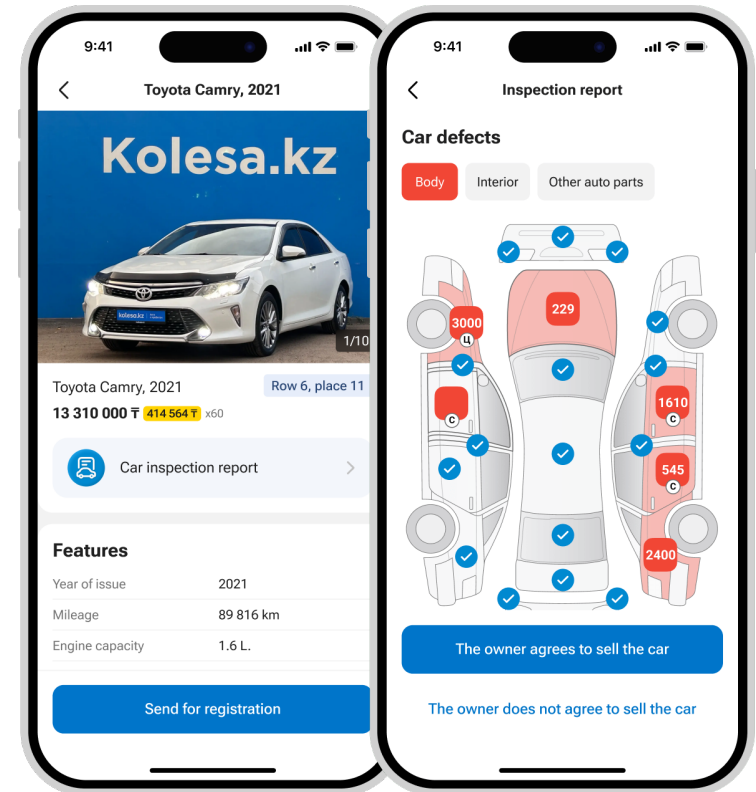 9:41
Toyota Camry, 2021
Kolesa.kz
kolesa.kz
1/10
Toyota Camry, 2021
Row 6, place 11
13 310 000 ₸ 414 564 ₸ x60
Car inspection report
Features
Year of issue 2021
Mileage 89 816 km
Engine capacity 1.6 L.
Send for registration
9:41
Inspection report
Car defects
Body Interior Other auto parts
229
3000
Ц
С
1610
С
545
С
2400
The owner agrees to sell the car
The owner does not agree to sell the car